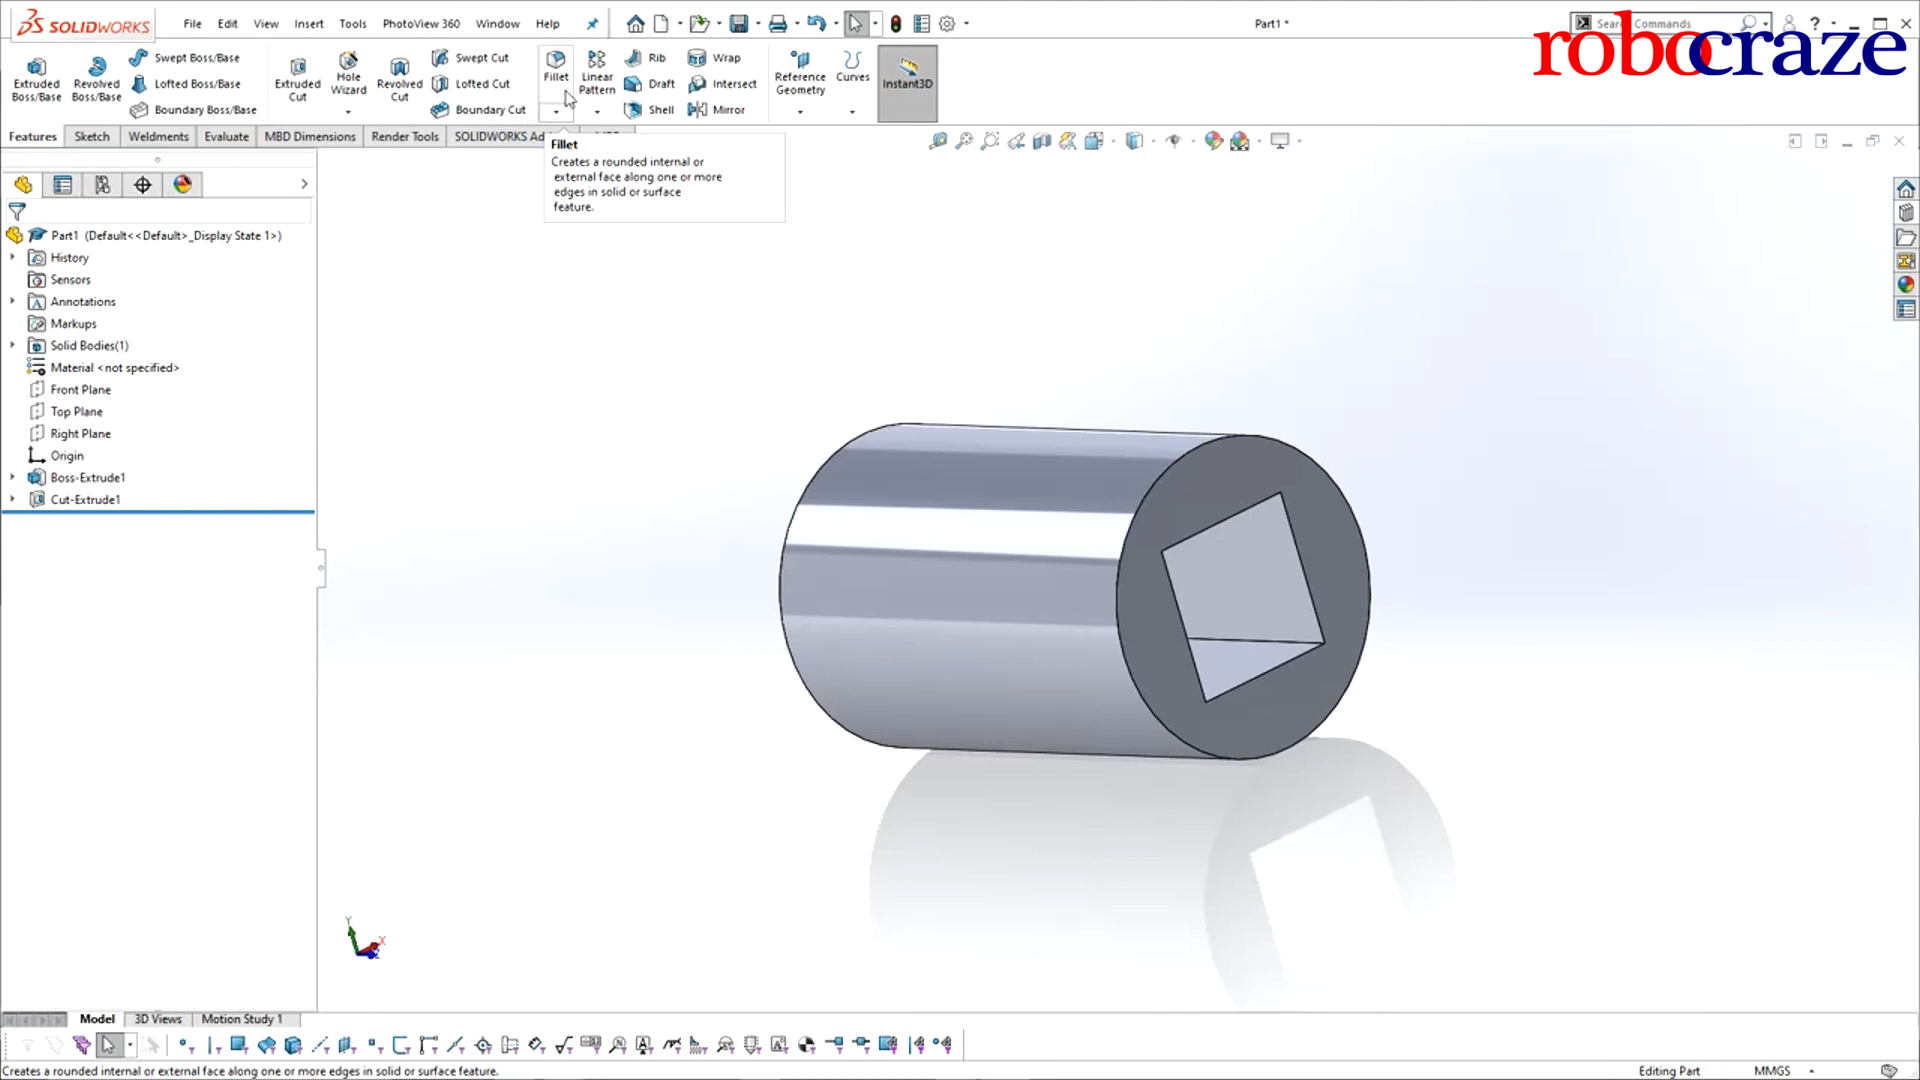 SOLIDWORKS File Edit View Insert Tools PhotoView 360 Window Help Part1 * Search Commands
robocraze
Extruded Boss/Base
Revolved Boss/Base
Swept Boss/Base
Lofted Boss/Base
Boundary Boss/Base
Extruded Cut
Hole Wizard
Revolved Cut
Swept Cut
Lofted Cut
Boundary Cut
Fillet
Linear Pattern
Rib
Draft
Shell
Wrap
Intersect
Mirror
Reference Geometry
Curves
Instant3D
Features Sketch Weldments Evaluate MBD Dimensions Render Tools SOLIDWORKS
Fillet
Creates a rounded internal or
external face along one or more
edges in solid or surface
feature.
Part1 (Default<<Default>_Display State 1>)
History
Sensors
Annotations
Markups
Solid Bodies(1)
Material <not specified>
Front Plane
Top Plane
Right Plane
Origin
Boss-Extrude1
Cut-Extrude1
Y
X
Model 3D Views Motion Study 1
Creates a rounded internal or external face along one or more edges in solid or surface feature. Editing Part MMGS